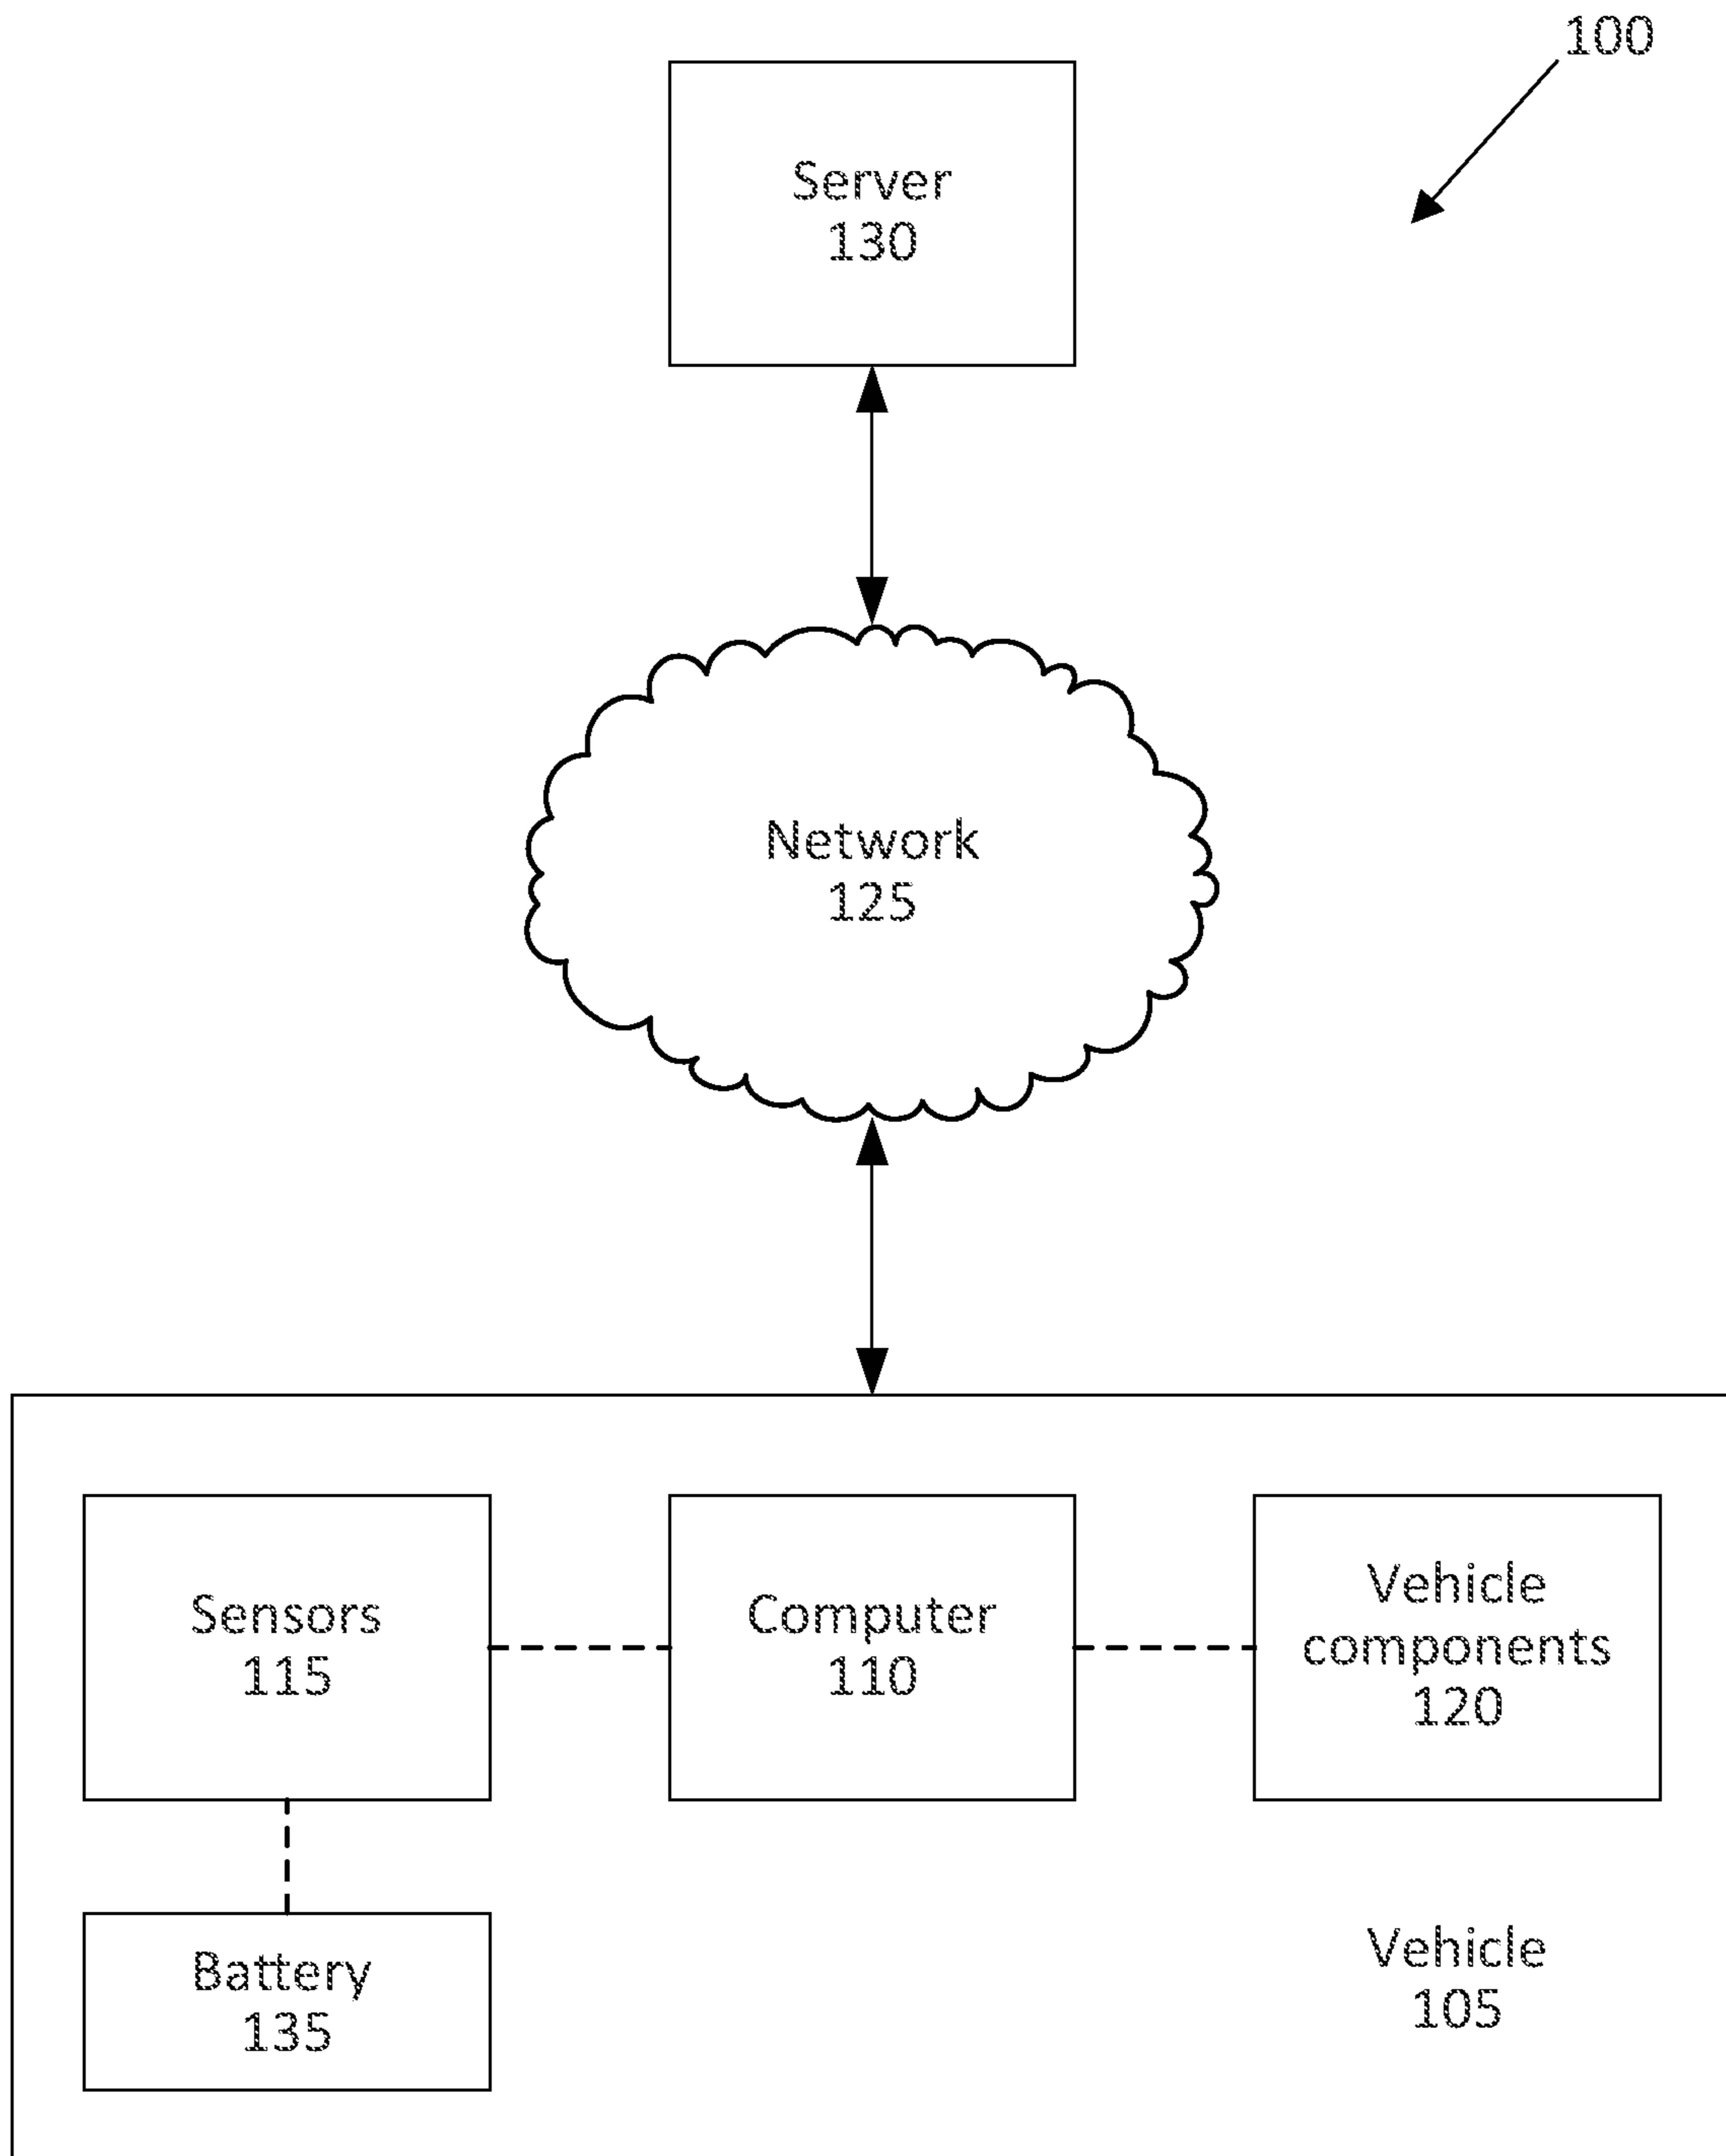 100
Server
130
Network
125
Sensors
115
Computer
110
Vehicle
components
120
Battery
135
Vehicle
105